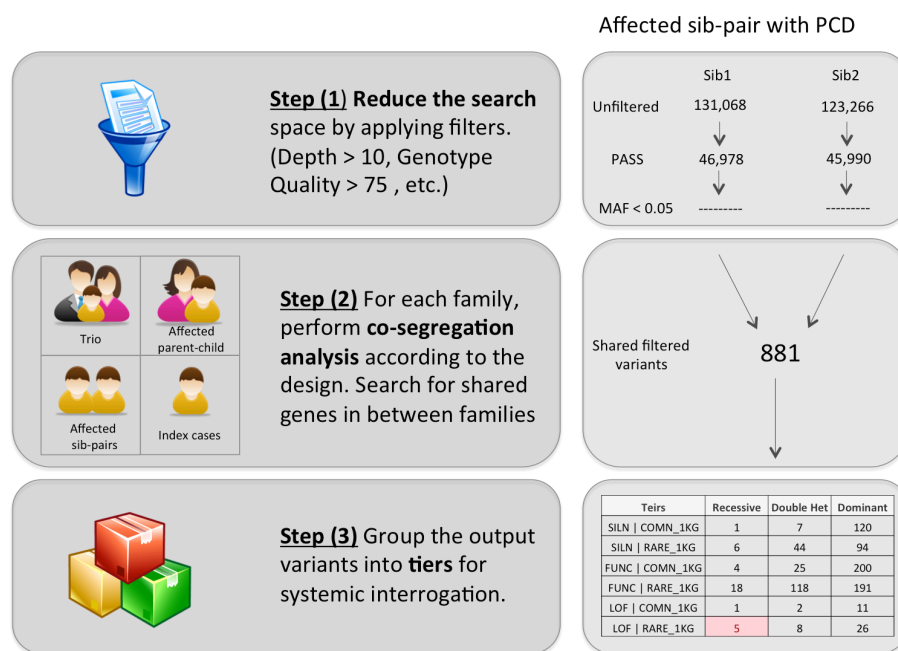 Affected sib-pair with PCD
Step (1) Reduce the search
space by applying filters.
(Depth > 10, Genotype
Quality > 75 , etc.)
Sib1 Sib2
Unfiltered 131,068 123,266
PASS 46,978 45,990
MAF < 0.05 --------- ---------
Trio
Affected
parent-child
Affected
sib-pairs
Index cases
Step (2) For each family,
perform co-segregation
analysis according to the
design. Search for shared
genes in between families
Shared filtered
variants
881
Step (3) Group the output
variants into tiers for
systemic interrogation.
Teirs Recessive Double Het Dominant
SILN | COMN_1KG 1 7 120
SILN | RARE_1KG 6 44 94
FUNC | COMN_1KG 4 25 200
FUNC | RARE_1KG 18 118 191
LOF | COMN_1KG 1 2 11
LOF | RARE_1KG 5 8 26